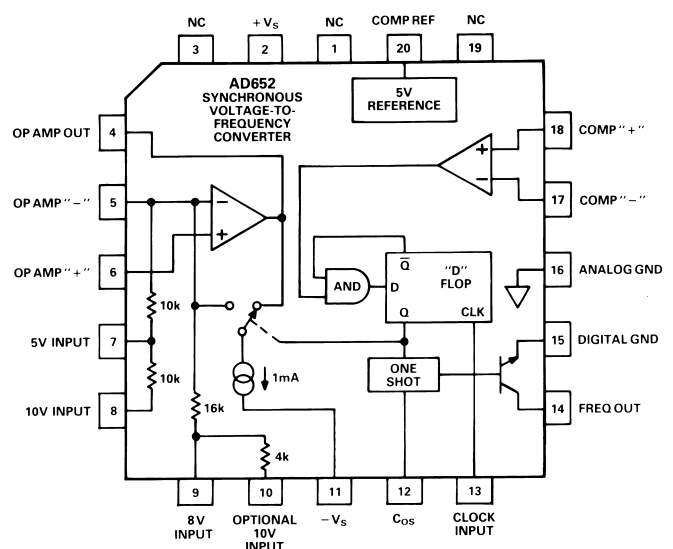 NC
+VS
NC
COMP REF
NC
3
2
1
20
19
AD652
SYNCHRONOUS
VOLTAGE-TO-
FREQUENCY
CONVERTER
5V
REFERENCE
OP AMP OUT
4
18
COMP "+"
+
–
OP AMP "–"
5
–
+
17
COMP "–"
OP AMP "+"
6
16
ANALOG GND
Q
"D"
FLOP
AND
D
Q
CLK
10k
5V INPUT
7
15
DIGITAL GND
10k
ONE
SHOT
1mA
10V INPUT
8
16k
14
FREQ OUT
4k
9
10
11
12
13
8V
INPUT
OPTIONAL
10V
INPUT
–VS
COS
CLOCK
INPUT